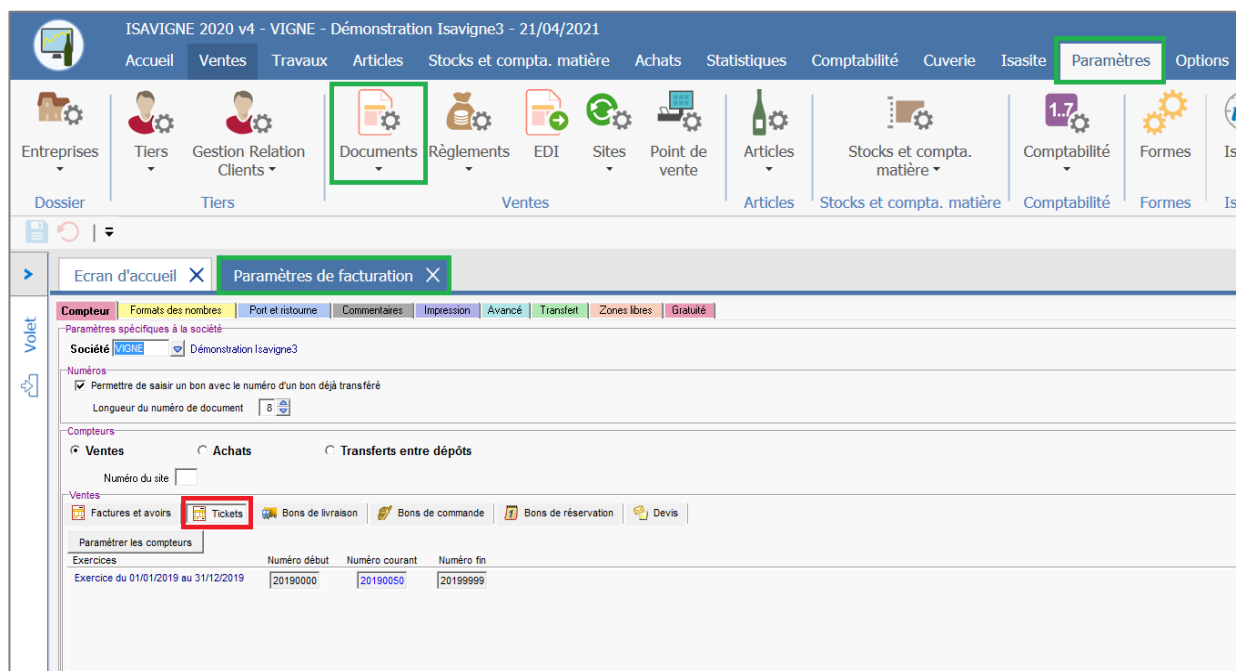 ISAVIGNE 2020 v4 - VIGNE - Démonstration Isavigne3 - 21/04/2021
Accueil Ventes Travaux Articles Stocks et compta. matière Achats Statistiques Comptabilité Cuverie Isasite Paramètres Options
1..7
Entreprises Tiers Gestion Relation Clients Documents Règlements EDI Sites Point de vente Articles Stocks et compta. matière Comptabilité Formes Is
Dossier Tiers Ventes Articles Stocks et compta. matière Comptabilité Formes Is
Ecran d'accueil Paramètres de facturation
Volet
Compteur Formats des nombres Port et ristourne Commentaires Impression Avancé Transfert Zones libres Gratuité
Paramètres spécifiques à la société
Société VIGNE Démonstration Isavigne3
Numéros
Permettre de saisir un bon avec le numéro d'un bon déjà transféré
Longueur du numéro de document 8
Compteurs
Ventes Achats Transferts entre dépôts
Numéro du site
Ventes
Factures et avoirs Tickets Bons de livraison Bons de commande Bons de réservation Devis
Paramétrer les compteurs
Exercices Numéro début Numéro courant Numéro fin
Exercice du 01/01/2019 au 31/12/2019 20190000 20190050 20199999